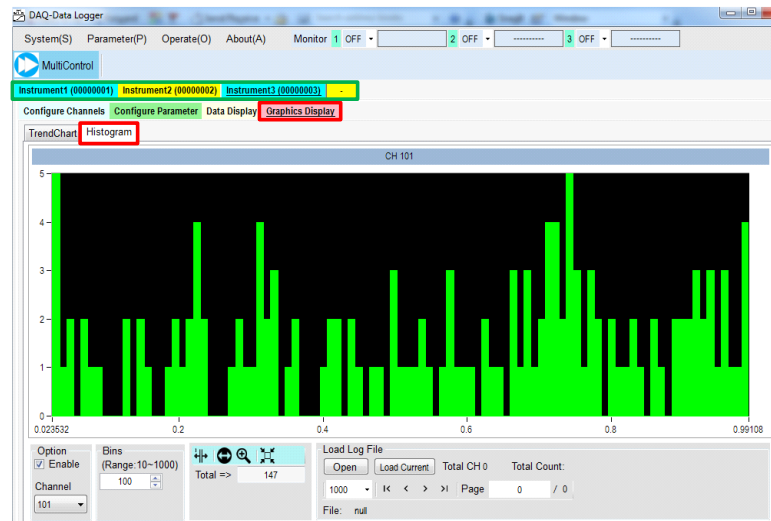 DAQ-Data Logger
System(S) Parameter(P) Operate(O) About(A) Monitor 1 OFF 2 OFF ---------- 3 OFF ----------
MultiControl
Instrument1 (00000001) Instrument2 (00000002) Instrument3 (00000003) -
Configure Channels Configure Parameter Data Display Graphics Display
TrendChart Histogram
CH 101
5
4
3
2
1
0
0.023532 0.2 0.4 0.6 0.8 0.99108
Option Bins Load Log File
Enable (Range:10~1000) Open Load Current Total CH 0 Total Count:
Channel 100 Total => 147
101 1000 Page 0 / 0
File: null